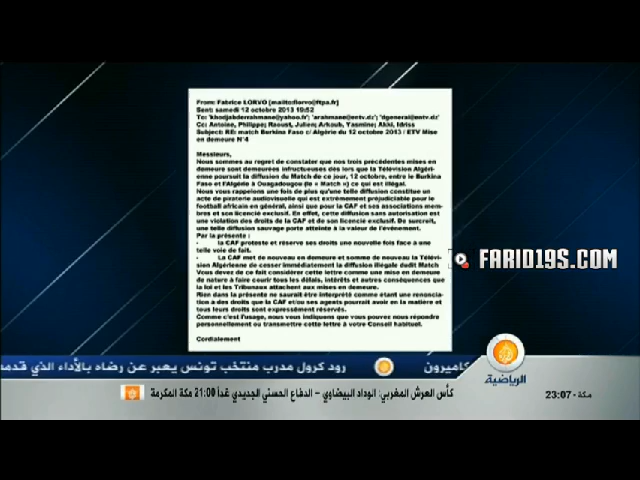 From: Fabrice LORVO [mailto:florvo@ftpa.fr]
Sent: samedi 12 octobre 2013 19:52
To: 'khodjabderrahmane@yahoo.fr'; 'arahmane@entv.dz'; 'dgeneral@entv.dz'
Cc: Antoine, Philippe; Raoust, Julien; Arkoub, Yasmine; Akki, Idriss
Subject: RE: match Burkina Faso c/ Algérie du 12 octobre 2013 / ETV Mise
en demeure N°4
Messieurs,
Nous sommes au regret de constater que nos trois précédentes mises en
demeure sont demeurées infructueuses dès lors que la Télévision Algéri-
enne poursuit la diffusion du Match de ce jour, 12 octobre, entre le Burkina
Faso et l'Algérie à Ouagadougou (le « Match ») ce qui est illégal.
Nous vous rappelons une fois de plus qu'une telle diffusion constitue un
acte de piraterie audiovisuelle qui est extrêmement préjudiciable pour le
football africain en général, ainsi que pour la CAF et ses associations mem-
bres et son licencié exclusif. En effet, cette diffusion sans autorisation est
une violation des droits de la CAF et de son licencié exclusif. De surcroît,
une telle diffusion sauvage porte atteinte à la valeur de l'événement.
Par la présente :
- la CAF proteste et réserve ses droits une nouvelle fois face à une
telle voie de fait.
- La CAF met de nouveau en demeure et somme de nouveau la Télévi-
sion Algérienne de cesser immédiatement la diffusion illégale dudit Match
Vous devez de ce fait considérer cette lettre comme une mise en demeure
de nature à faire courir tous les délais, intérêts et autres conséquences que
la loi et les Tribunaux attachent aux mises en demeure.
Rien dans la présente ne saurait être interprété comme étant une renoncia-
tion à des droits que la CAF et/ou ses agents pourrait avoir en la matière et
tous leurs droits sont expressément réservés.
Comme c'est l'usage, nous vous indiquons que vous pouvez nous répondre
personnellement ou transmettre cette lettre à votre Conseil habituel.
Cordialement
FARID19S.COM
كاميرون
رود كرول مدرب منتخب تونس يعبر عن رضاه بالأداء الذي قدمه
الرياضية
كأس العرش المغربي: الوداد البيضاوي – الدفاع الحسني الجديدي غداً 21:00 مكة المكرمة
مكة - 23:07